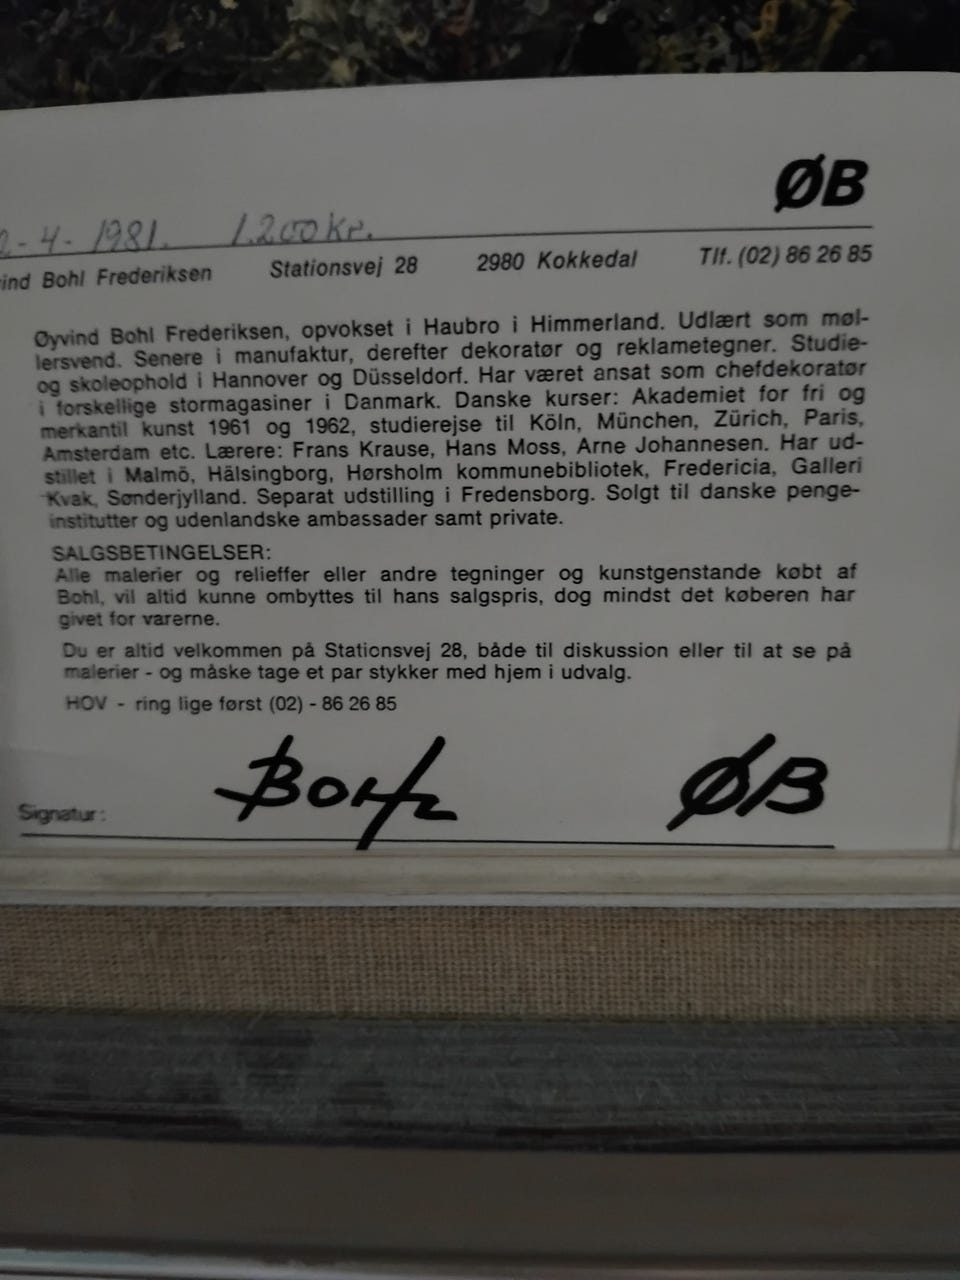 ØB
-4-1981. 1.200 Kr.
ind Bohl Frederiksen Stationsvej 28 2980 Kokkedal Tlf. (02) 86 26 85
Øyvind Bohl Frederiksen, opvokset i Haubro i Himmerland. Udlært som møl-
lersvend. Senere i manufaktur, derefter dekoratør og reklametegner. Studie-
og skoleophold i Hannover og Düsseldorf. Har været ansat som chefdekoratør
i forskellige stormagasiner i Danmark. Danske kurser: Akademiet for fri og
merkantil kunst 1961 og 1962, studierejse til Köln, München, Zürich, Paris,
Amsterdam etc. Lærere: Frans Krause, Hans Moss, Arne Johannesen. Har ud-
stillet i Malmö, Hälsingborg, Hørsholm kommunebibliotek, Fredericia, Galleri
Kvak, Sønderjylland. Separat udstilling i Fredensborg. Solgt til danske penge-
institutter og udenlandske ambassader samt private.
SALGSBETINGELSER:
Alle malerier og relieffer eller andre tegninger og kunstgenstande købt af
Bohl, vil altid kunne ombyttes til hans salgspris, dog mindst det køberen har
givet for varerne.
Du er altid velkommen på Stationsvej 28, både til diskussion eller til at se på
malerier - og måske tage et par stykker med hjem i udvalg.
HOV - ring lige først (02) - 86 26 85
Signatur: BOHL ØB